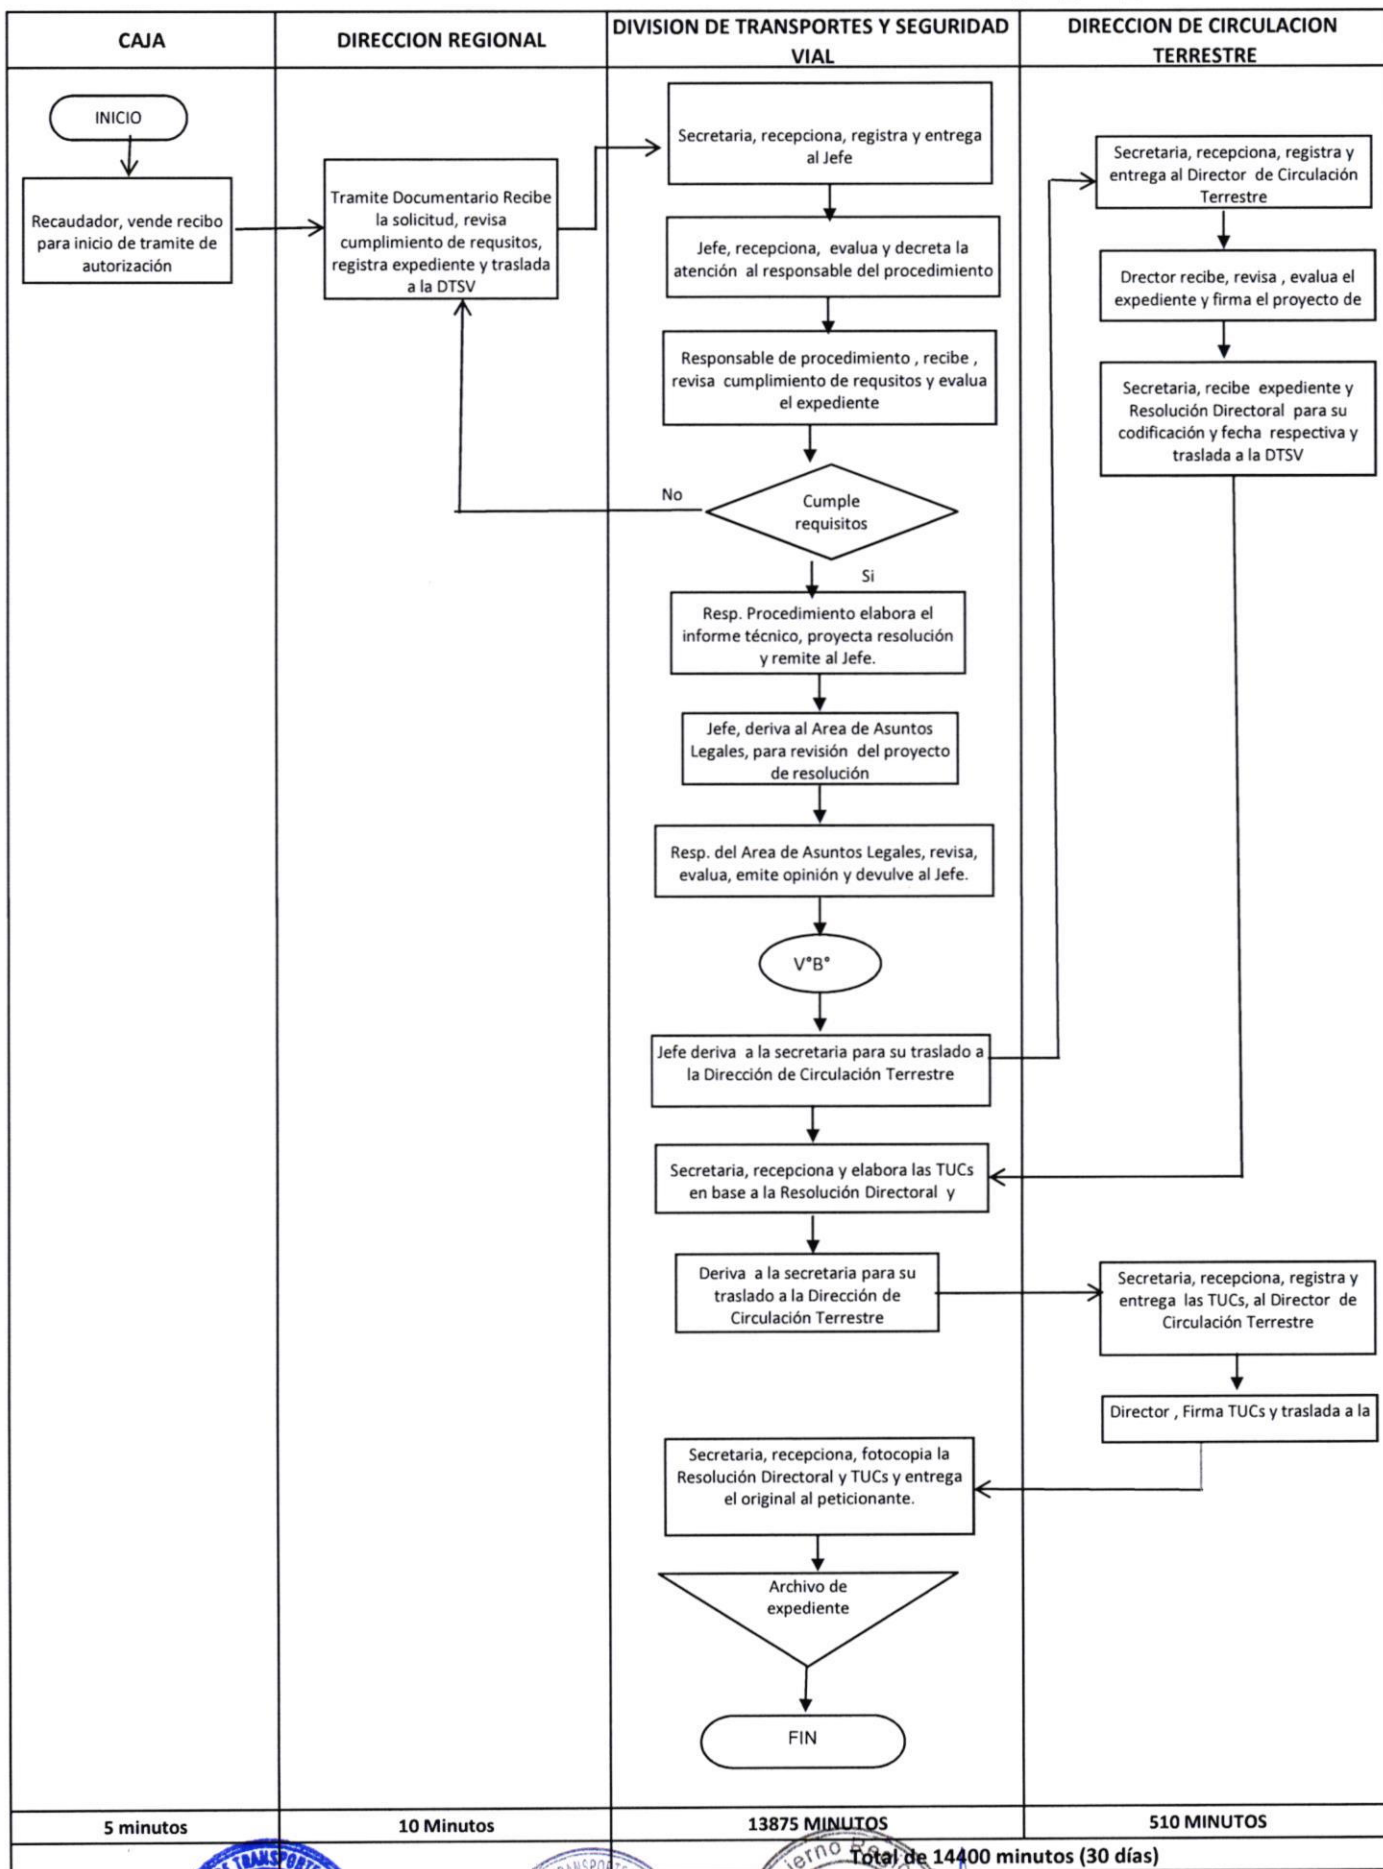 CAJA
DIRECCION REGIONAL
DIVISION DE TRANSPORTES Y SEGURIDAD
VIAL
DIRECCION DE CIRCULACION
TERRESTRE
INICIO
Recaudador, vende recibo
para inicio de tramite de
autorización
Tramite Documentario Recibe
la solicitud, revisa
cumplimiento de requsitos,
registra expediente y traslada
a la DTSV
Secretaria, recepciona, registra y entrega
al Jefe
Jefe, recepciona, evalua y decreta la
atención al responsable del procedimiento
Responsable de procedimiento , recibe ,
revisa cumplimiento de requsitos y evalua
el expediente
No
Cumple
requisitos
Si
Resp. Procedimiento elabora el
informe técnico, proyecta resolución
y remite al Jefe.
Jefe, deriva al Area de Asuntos
Legales, para revisión del proyecto
de resolución
Resp. del Area de Asuntos Legales, revisa,
evalua, emite opinión y devulve al Jefe.
V°B°
Jefe deriva a la secretaria para su traslado a
la Dirección de Circulación Terrestre
Secretaria, recepciona, registra y
entrega al Director de Circulación
Terrestre
Drector recibe, revisa , evalua el
expediente y firma el proyecto de
Secretaria, recibe expediente y
Resolución Directoral para su
codificación y fecha respectiva y
traslada a la DTSV
Secretaria, recepciona y elabora las TUCs
en base a la Resolución Directoral y
Deriva a la secretaria para su
traslado a la Dirección de
Circulación Terrestre
Secretaria, recepciona, registra y
entrega las TUCs, al Director de
Circulación Terrestre
Director , Firma TUCs y traslada a la
Secretaria, recepciona, fotocopia la
Resolución Directoral y TUCs y entrega
el original al peticionante.
Archivo de
expediente
FIN
5 minutos
10 Minutos
13875 MINUTOS
510 MINUTOS
Total de 14400 minutos (30 días)